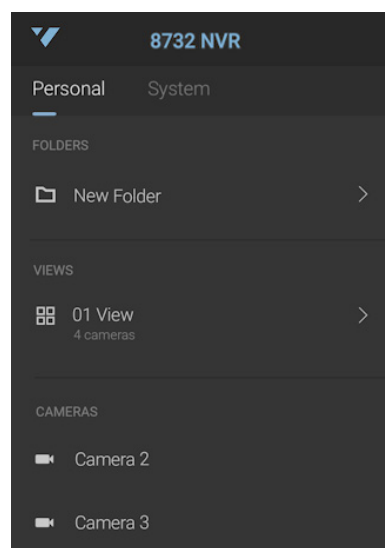 8732 NVR
Personal System
FOLDERS
New Folder
VIEWS
01 View
4 cameras
CAMERAS
Camera 2
Camera 3